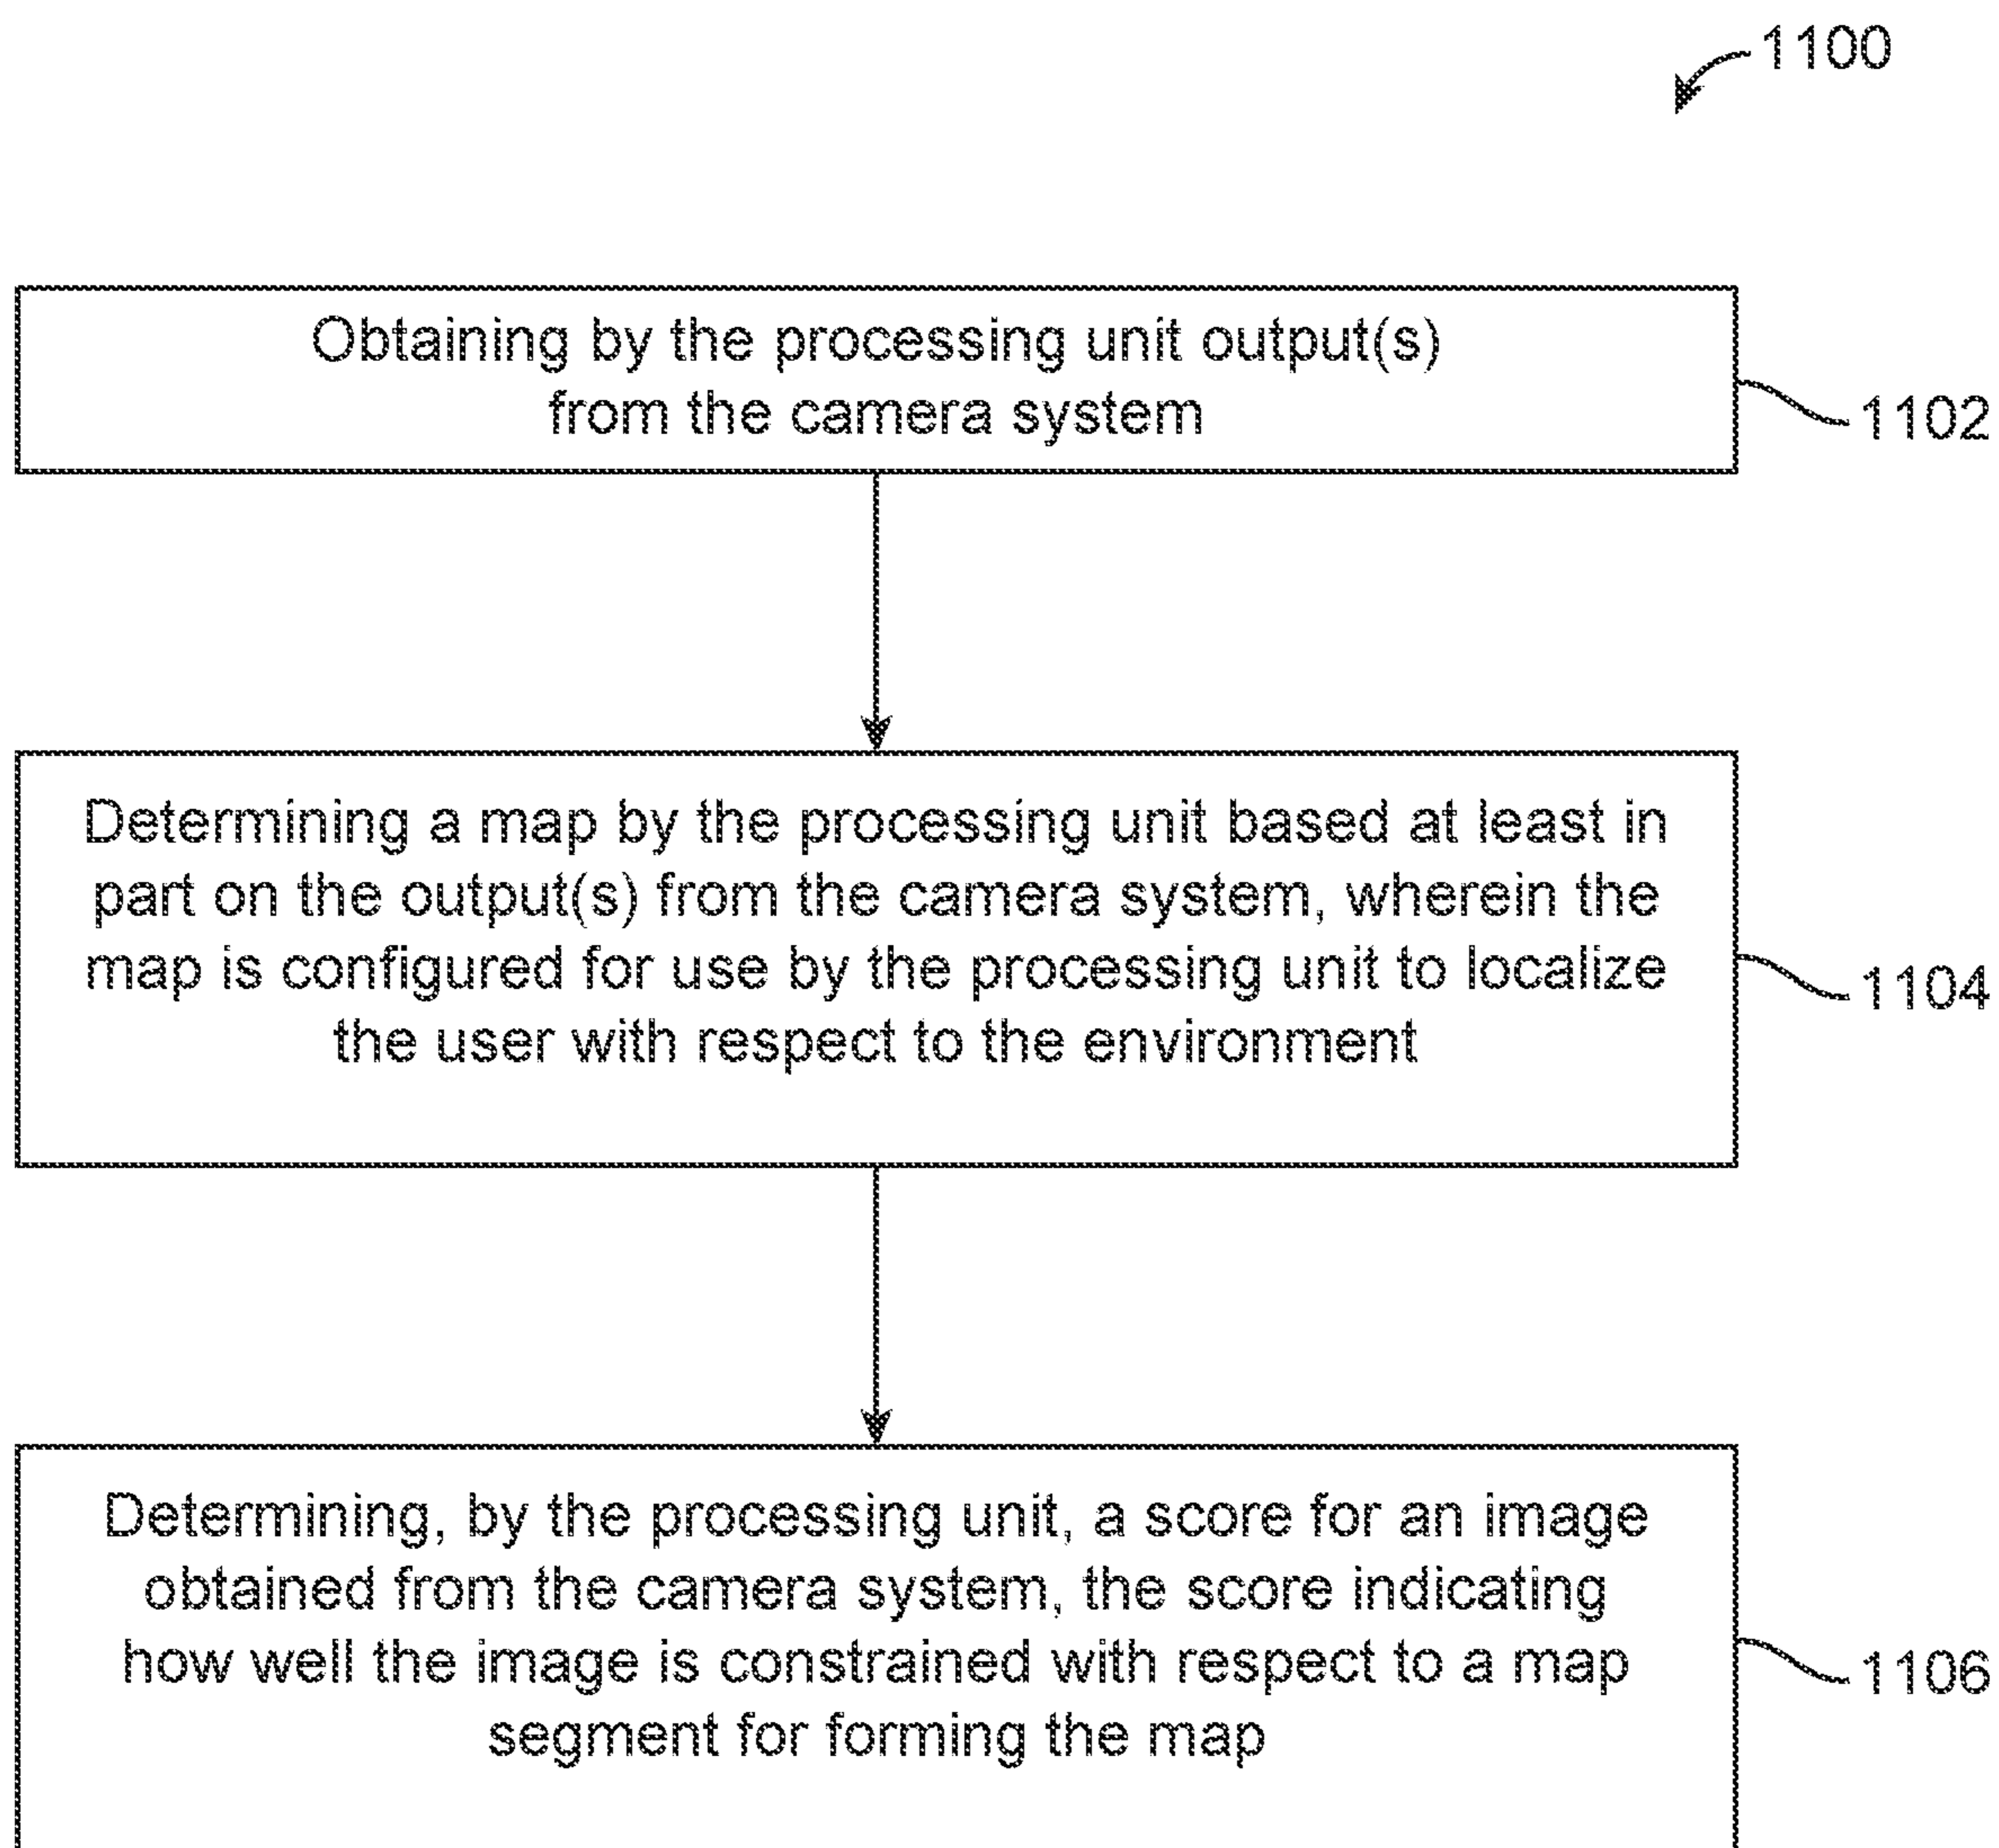 1100
Obtaining by the processing unit output(s)
from the camera system
1102
Determining a map by the processing unit based at least in
part on the output(s) from the camera system, wherein the
map is configured for use by the processing unit to localize
the user with respect to the environment
1104
Determining, by the processing unit, a score for an image
obtained from the camera system, the score indicating
how well the image is constrained with respect to a map
segment for forming the map
1106